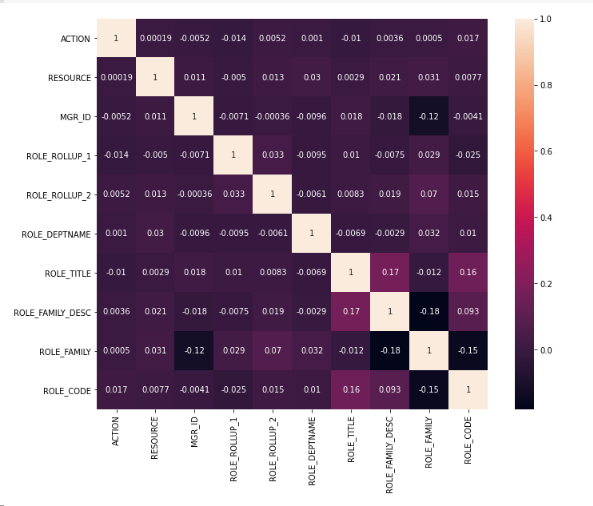 ACTION 1 0.00019 -0.0052 -0.014 0.0052 0.001 -0.01 0.0036 0.0005 0.017
RESOURCE 0.00019 1 0.011 -0.005 0.013 0.03 0.0029 0.021 0.031 0.0077
MGR_ID -0.0052 0.011 1 -0.0071 -0.00036 -0.0096 0.018 -0.018 -0.12 -0.0041
ROLE_ROLLUP_1 -0.014 -0.005 -0.0071 1 0.033 -0.0095 0.01 -0.0075 0.029 -0.025
ROLE_ROLLUP_2 0.0052 0.013 -0.00036 0.033 1 -0.0061 0.0083 0.019 0.07 0.015
ROLE_DEPTNAME 0.001 0.03 -0.0096 -0.0095 -0.0061 1 -0.0069 -0.0029 0.032 0.01
ROLE_TITLE -0.01 0.0029 0.018 0.01 0.0083 -0.0069 1 0.17 -0.012 0.16
ROLE_FAMILY_DESC 0.0036 0.021 -0.018 -0.0075 0.019 -0.0029 0.17 1 -0.18 0.093
ROLE_FAMILY 0.0005 0.031 -0.12 0.029 0.07 0.032 -0.012 -0.18 1 -0.15
ROLE_CODE 0.017 0.0077 -0.0041 -0.025 0.015 0.01 0.16 0.093 -0.15 1
ACTION
RESOURCE
MGR_ID
ROLE_ROLLUP_1
ROLE_ROLLUP_2
ROLE_DEPTNAME
ROLE_TITLE
ROLE_FAMILY_DESC
ROLE_FAMILY
ROLE_CODE
1.0
0.8
0.6
0.4
0.2
0.0